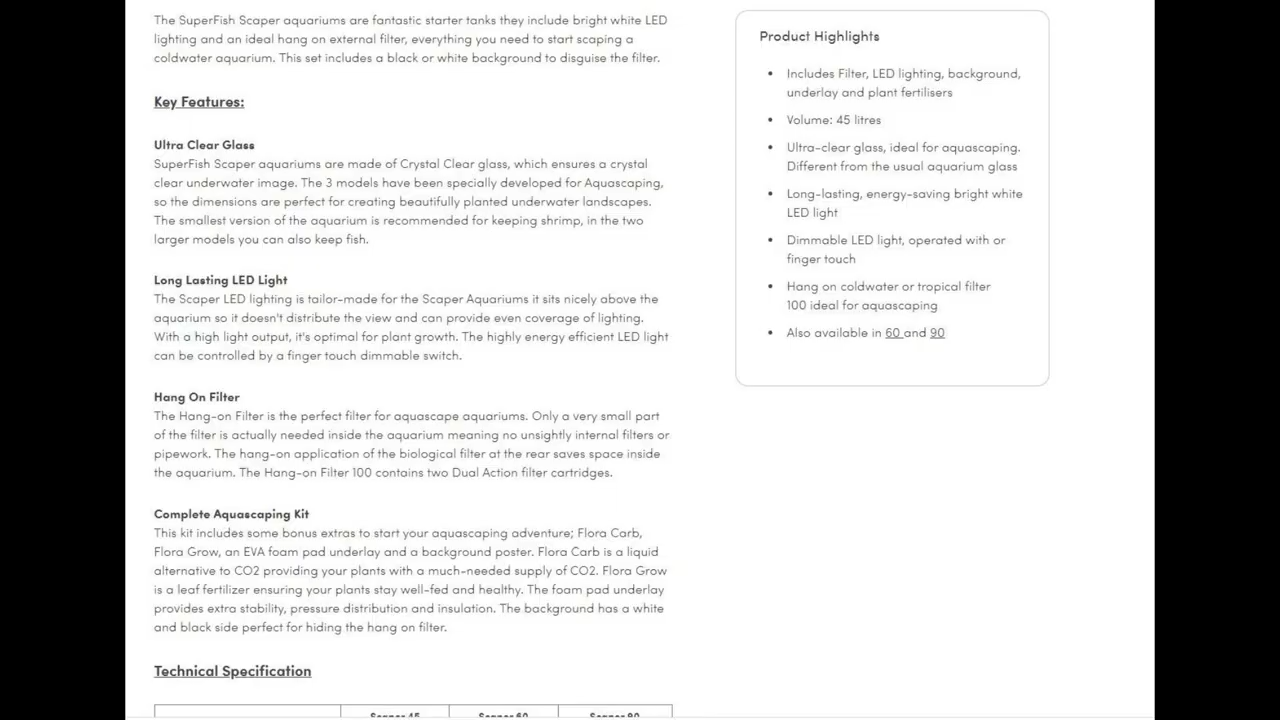 The SuperFish Scaper aquariums are fantastic starter tanks they include bright white LED
lighting and an ideal hang on external filter, everything you need to start scaping a
coldwater aquarium. This set includes a black or white background to disguise the filter.
Key Features:
Ultra Clear Glass
SuperFish Scaper aquariums are made of Crystal Clear glass, which ensures a crystal
clear underwater image. The 3 models have been specially developed for Aquascaping,
so the dimensions are perfect for creating beautifully planted underwater landscapes.
The smallest version of the aquarium is recommended for keeping shrimp, in the two
larger models you can also keep fish.
Long Lasting LED Light
The Scaper LED lighting is tailor-made for the Scaper Aquariums it sits nicely above the
aquarium so it doesn't distribute the view and can provide even coverage of lighting.
With a high light output, it's optimal for plant growth. The highly energy efficient LED light
can be controlled by a finger touch dimmable switch.
Hang On Filter
The Hang-on Filter is the perfect filter for aquascape aquariums. Only a very small part
of the filter is actually needed inside the aquarium meaning no unsightly internal filters or
pipework. The hang-on application of the biological filter at the rear saves space inside
the aquarium. The Hang-on Filter 100 contains two Dual Action filter cartridges.
Complete Aquascaping Kit
This kit includes some bonus extras to start your aquascaping adventure; Flora Carb,
Flora Grow, an EVA foam pad underlay and a background poster. Flora Carb is a liquid
alternative to CO2 providing your plants with a much-needed supply of CO2. Flora Grow
is a leaf fertilizer ensuring your plants stay well-fed and healthy. The foam pad underlay
provides extra stability, pressure distribution and insulation. The background has a white
and black side perfect for hiding the hang on filter.
Technical Specification
Scaper 45 Scaper 60 Scaper 90
Product Highlights
• Includes Filter, LED lighting, background,
underlay and plant fertilisers
• Volume: 45 litres
• Ultra-clear glass, ideal for aquascaping.
Different from the usual aquarium glass
• Long-lasting, energy-saving bright white
LED light
• Dimmable LED light, operated with or
finger touch
• Hang on coldwater or tropical filter
100 ideal for aquascaping
• Also available in 60 and 90